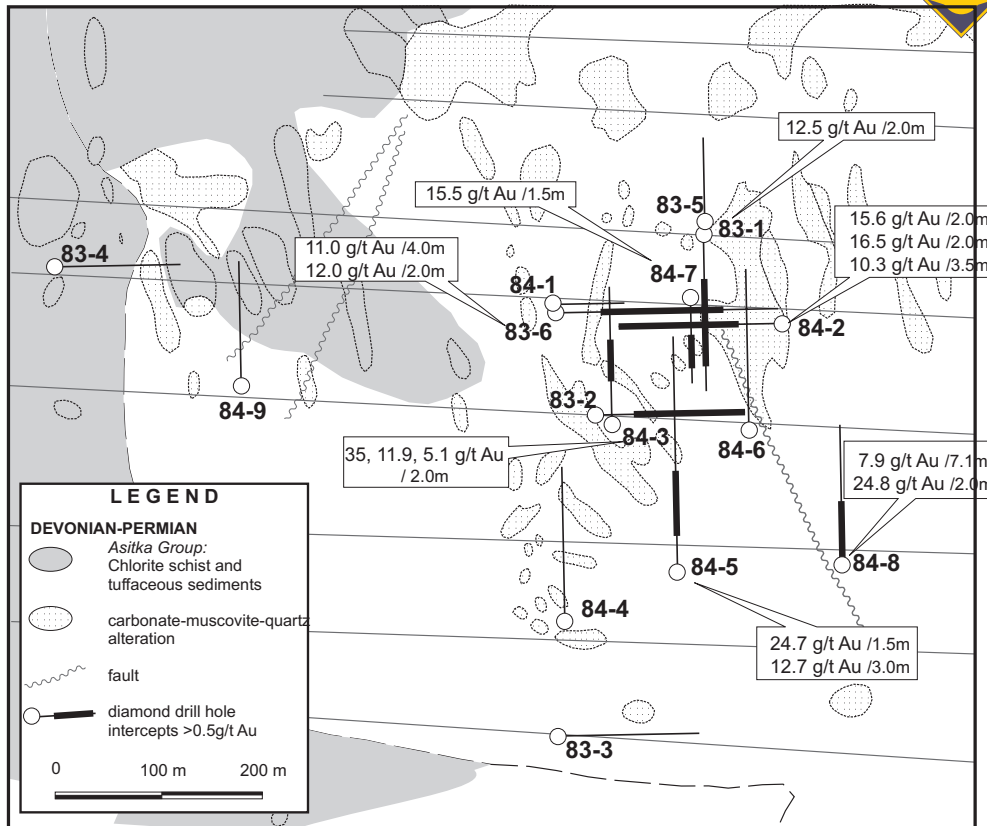 12.5 g/t Au /2.0m
15.5 g/t Au /1.5m
83-5
83-1
15.6 g/t Au /2.0m
16.5 g/t Au /2.0m
10.3 g/t Au /3.5m
11.0 g/t Au /4.0m
12.0 g/t Au /2.0m
83-4
84-7
84-1
83-6
84-2
84-9
83-2
84-3
84-6
35, 11.9, 5.1 g/t Au
/ 2.0m
7.9 g/t Au /7.1m
24.8 g/t Au /2.0m
84-5
84-8
84-4
24.7 g/t Au /1.5m
12.7 g/t Au /3.0m
83-3
LEGEND
DEVONIAN-PERMIAN
Asitka Group:
Chlorite schist and
tuffaceous sediments
carbonate-muscovite-quartz
alteration
fault
diamond drill hole
intercepts >0.5g/t Au
0 100 m 200 m